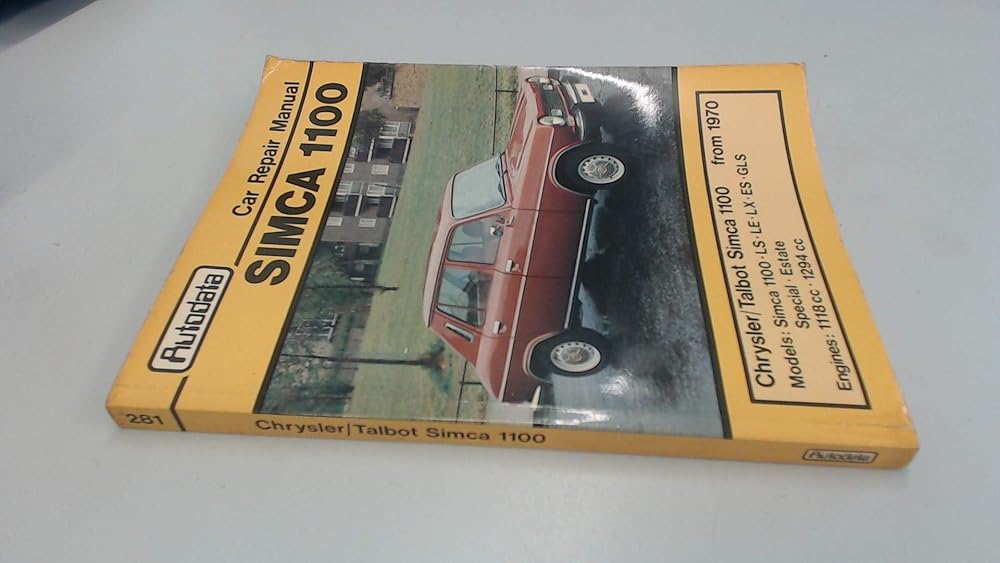 Autodata
Car Repair Manual
SIMCA 1100
Chrysler/Talbot Simca 1100 from 1970
Models: Simca 1100·LS·LE·LX·ES·GLS
Special·Estate
Engines: 1118cc·1294cc
281
Chrysler/Talbot Simca 1100
Autodata